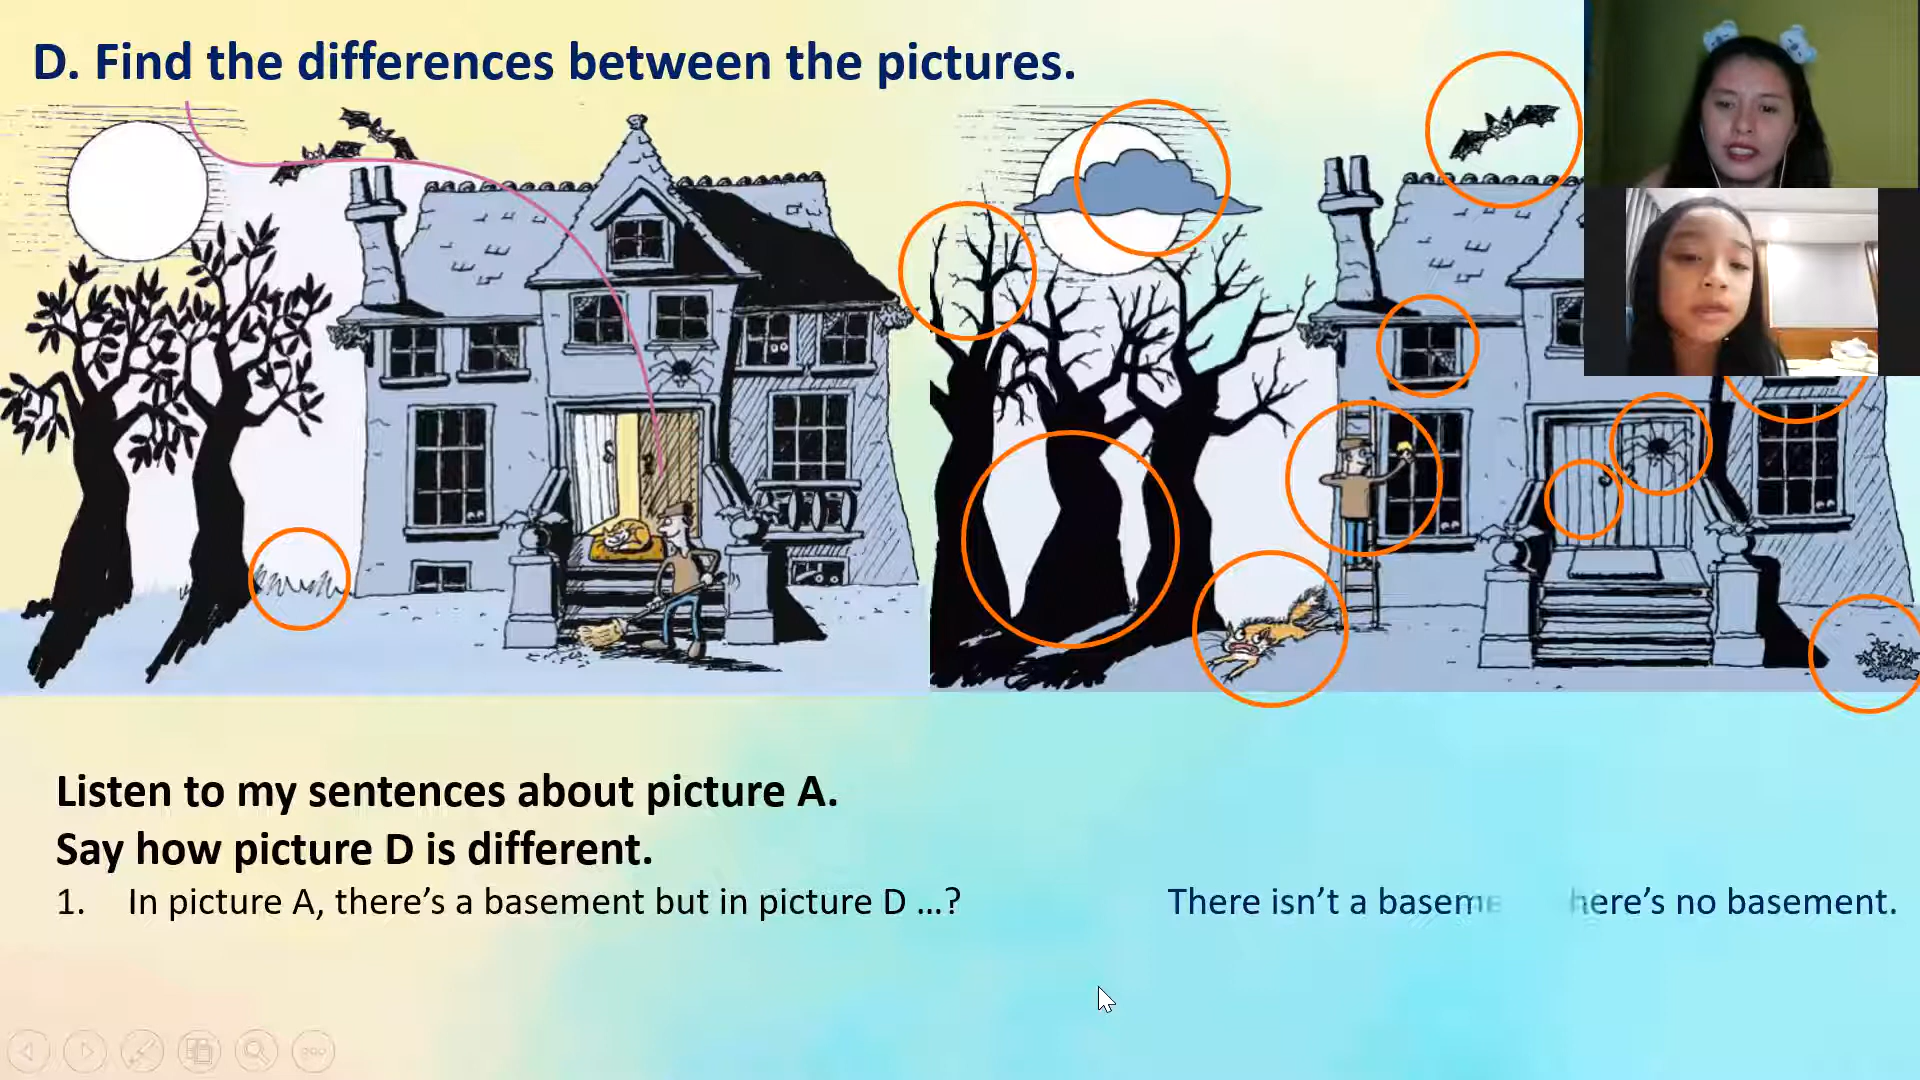 D. Find the differences between the pictures.
Listen to my sentences about picture A.
Say how picture D is different.
1. In picture A, there’s a basement but in picture D ...?
There isn’t a baseme here’s no basement.